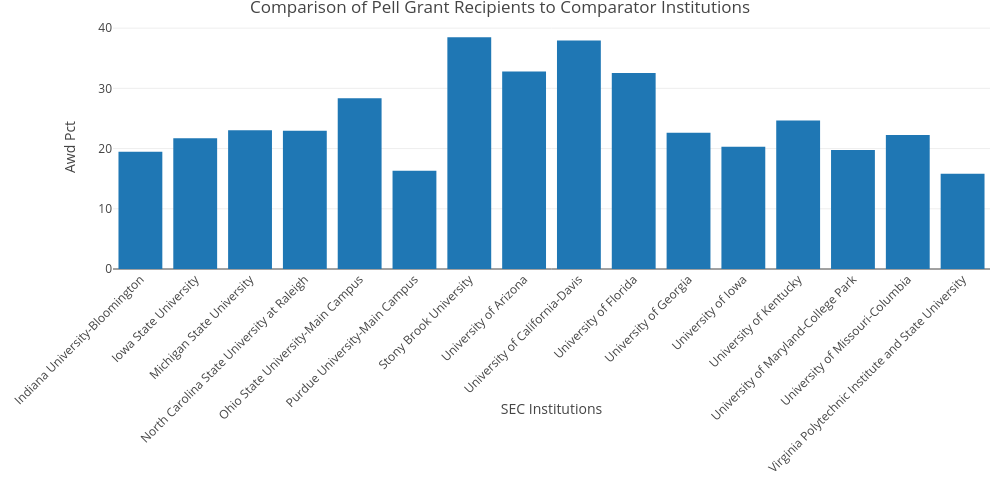 Comparison of Pell Grant Recipients to Comparator Institutions
Awd Pct
40
30
20
10
0
Indiana University-Bloomington
Iowa State University
Michigan State University
North Carolina State University at Raleigh
Ohio State University-Main Campus
Purdue University-Main Campus
Stony Brook University
University of Arizona
University of California-Davis
University of Florida
University of Georgia
University of Iowa
University of Kentucky
University of Maryland-College Park
University of Missouri-Columbia
Virginia Polytechnic Institute and State University
SEC Institutions